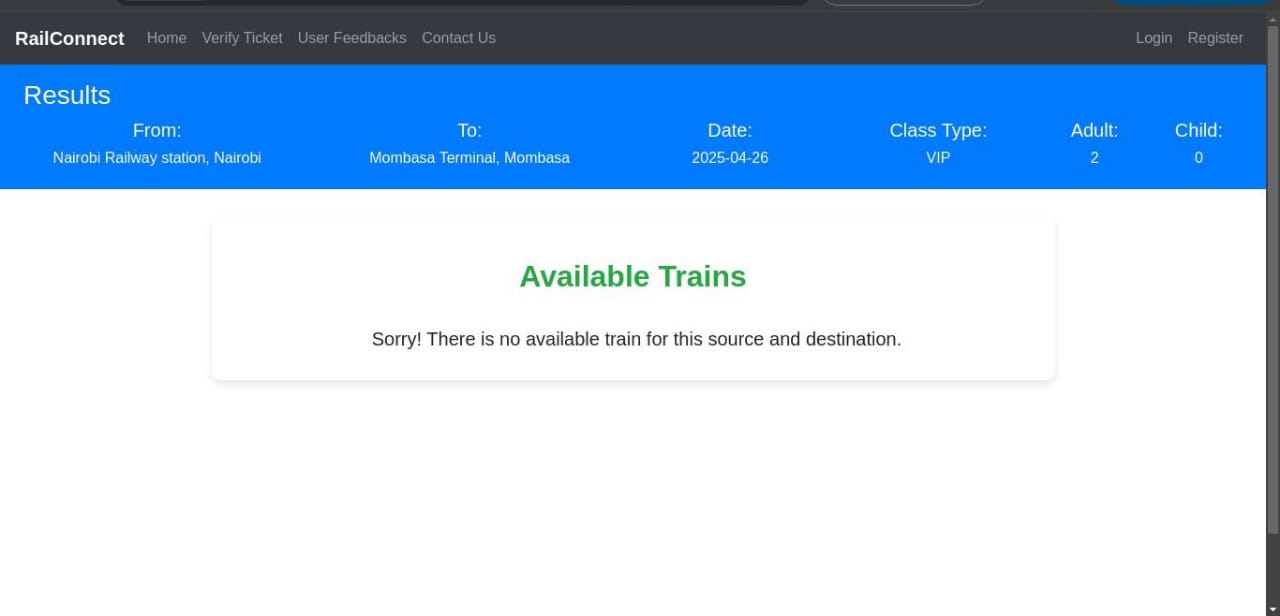 RailConnect Home Verify Ticket User Feedbacks Contact Us Login Register
Results
From: To: Date: Class Type: Adult: Child:
Nairobi Railway station, Nairobi Mombasa Terminal, Mombasa 2025-04-26 VIP 2 0
Available Trains
Sorry! There is no available train for this source and destination.